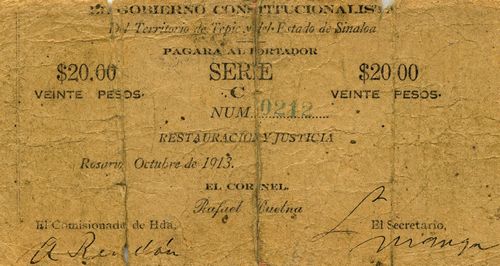 EL GOBIERNO CONSTITUCIONALISTA
Del Territorio de Tepic y del Estado de Sinaloa
PAGARA AL PORTADOR
$20.00 SERIE $20.00
VEINTE PESOS. C VEINTE PESOS.
NUM. 0212
RESTAURACION Y JUSTICIA
Rosario, Octubre de 1913.
EL CORONEL.
Rafael Buelna
El Comisionado de Hda. El Secretario,
A Rendón